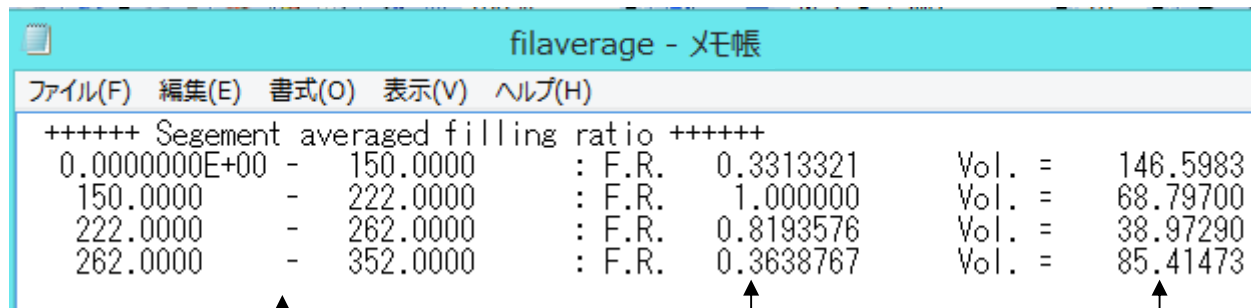 filaverage - メモ帳
ファイル(F) 編集(E) 書式(O) 表示(V) ヘルプ(H)
++++++ Segement averaged filling ratio ++++++
0.0000000E+00 - 150.0000 : F.R. 0.3313321 Vol. = 146.5983
150.0000 - 222.0000 : F.R. 1.000000 Vol. = 68.79700
222.0000 - 262.0000 : F.R. 0.8193576 Vol. = 38.97290
262.0000 - 352.0000 : F.R. 0.3638767 Vol. = 85.41473